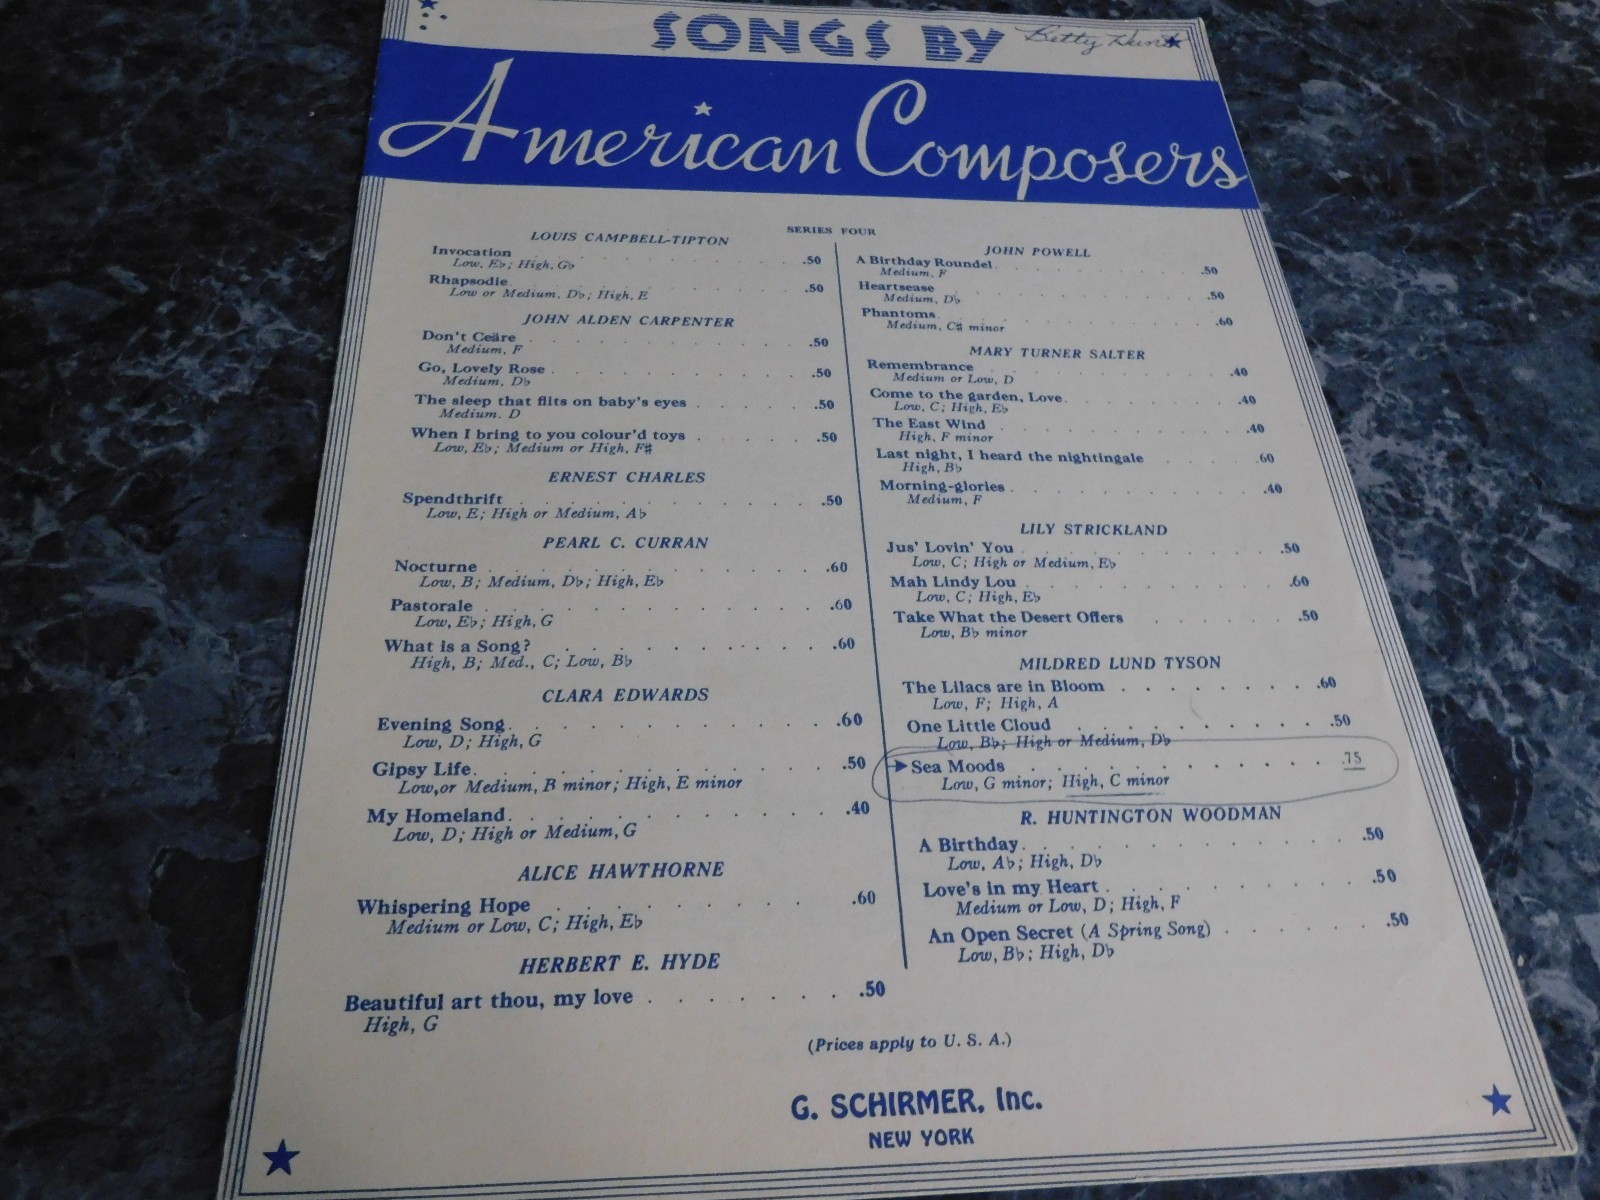 SONGS BY
Betty Hunt
American Composers
SERIES FOUR
LOUIS CAMPBELL-TIPTON
Invocation .50
Low, E♭; High, G♭
Rhapsodie .50
Low or Medium, D♭; High, E
JOHN ALDEN CARPENTER
Don't Ceäre .50
Medium, F
Go, Lovely Rose .50
Medium, D♭
The sleep that flits on baby's eyes .50
Medium, D
When I bring to you colour'd toys .50
Low, E♭; Medium or High, F♯
ERNEST CHARLES
Spendthrift .50
Low, E; High or Medium, A♭
PEARL C. CURRAN
Nocturne .60
Low, B; Medium, D♭; High, E♭
Pastorale .60
Low, E♭; High, G
What is a Song? .60
High, B; Med., C; Low, B♭
CLARA EDWARDS
Evening Song .60
Low, D; High, G
Gipsy Life .50
Low, or Medium, B minor; High, E minor
My Homeland .40
Low, D; High or Medium, G
ALICE HAWTHORNE
Whispering Hope .60
Medium or Low, C; High, E♭
HERBERT E. HYDE
Beautiful art thou, my love .50
High, G
JOHN POWELL
A Birthday Roundel .50
Medium, F
Heartsease .50
Medium, D♭
Phantoms .60
Medium, C♯ minor
MARY TURNER SALTER
Remembrance .40
Medium or Low, D
Come to the garden, Love .40
Low, C; High, E♭
The East Wind .40
High, F minor
Last night, I heard the nightingale .60
High, B♭
Morning-glories .40
Medium, F
LILY STRICKLAND
Jus' Lovin' You .50
Low, C; High or Medium, E♭
Mah Lindy Lou .60
Low, C; High, E♭
Take What the Desert Offers .50
Low, B♭ minor
MILDRED LUND TYSON
The Lilacs are in Bloom .60
Low, F; High, A
One Little Cloud .50
Low, B♭; High or Medium, D♭
Sea Moods .75
Low, G minor; High, C minor
R. HUNTINGTON WOODMAN
A Birthday .50
Low, A♭; High, D♭
Love's in my Heart .50
Medium or Low, D; High, F
An Open Secret (A Spring Song) .50
Low, B♭; High, D♭
(Prices apply to U. S. A.)
G. SCHIRMER, Inc.
NEW YORK